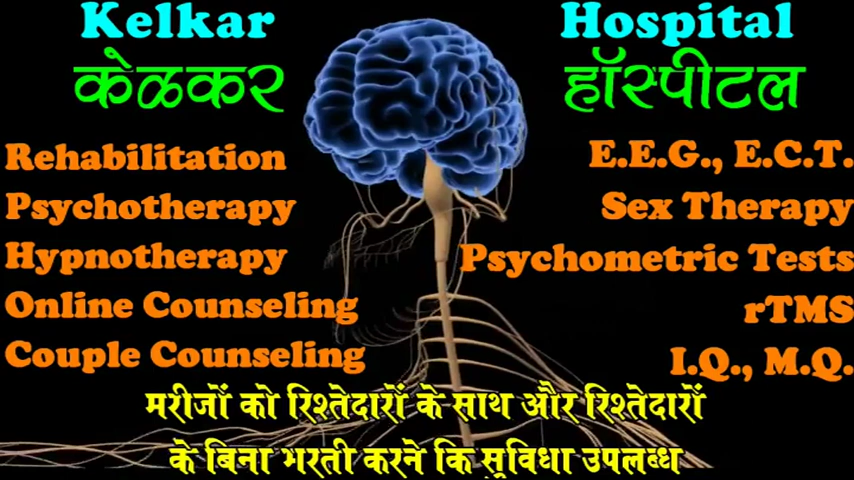 Kelkar Hospital
केळकर हॉस्पीटल
Rehabilitation
Psychotherapy
Hypnotherapy
Online Counseling
Couple Counseling
E.E.G., E.C.T.
Sex Therapy
Psychometric Tests
rTMS
I.Q., M.Q.
मरीजों को रिश्तेदारों के साथ और रिश्तेदारों
के बिना भरती करने कि सुविधा उपलब्ध